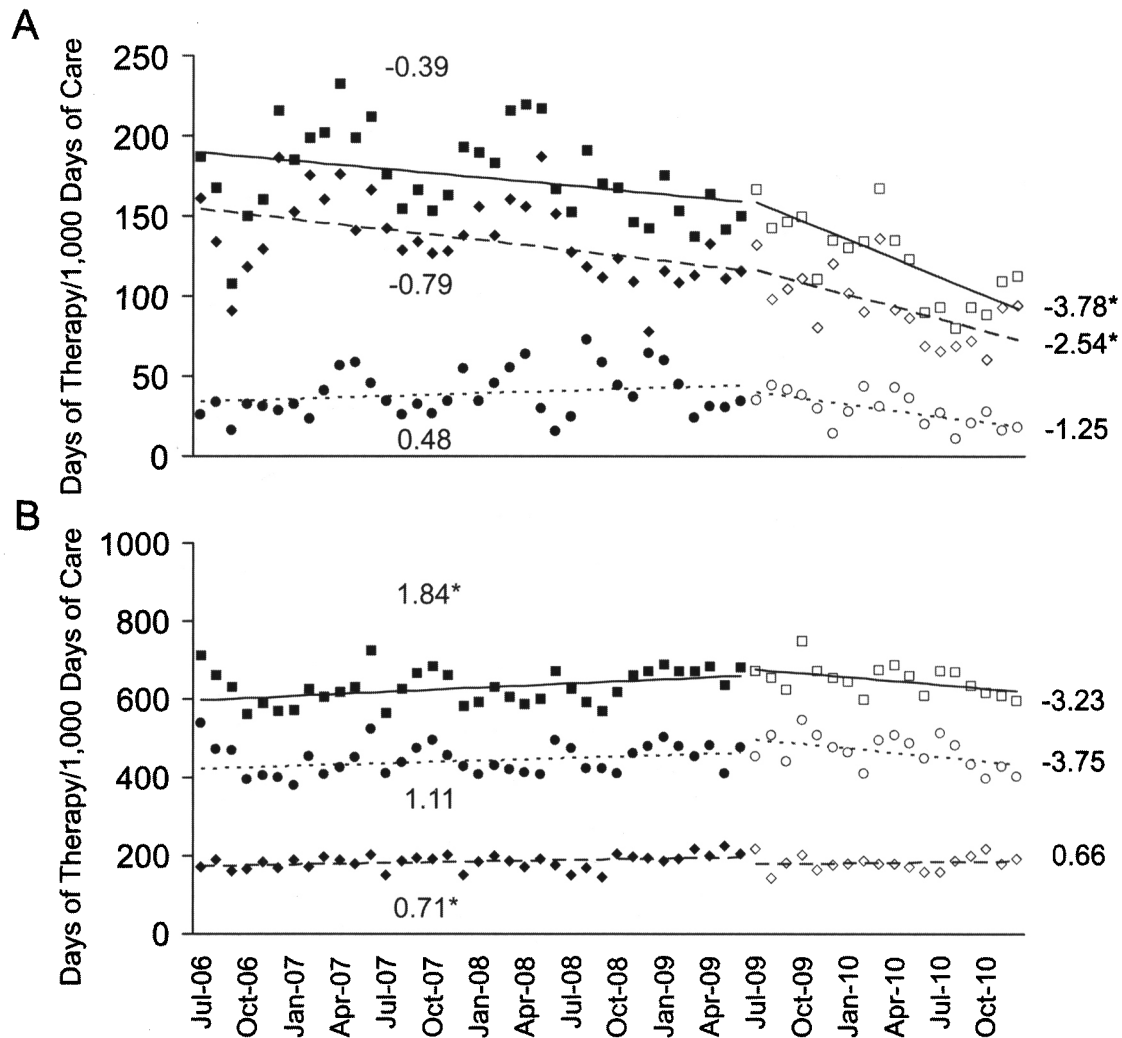 A
Days of Therapy/1,000 Days of Care
250
200
150
100
50
0
-0.39
-0.79
0.48
-3.78*
-2.54*
-1.25
B
Days of Therapy/1,000 Days of Care
1000
800
600
400
200
0
1.84*
1.11
0.71*
-3.23
-3.75
0.66
Jul-06
Oct-06
Jan-07
Apr-07
Jul-07
Oct-07
Jan-08
Apr-08
Jul-08
Oct-08
Jan-09
Apr-09
Jul-09
Oct-09
Jan-10
Apr-10
Jul-10
Oct-10